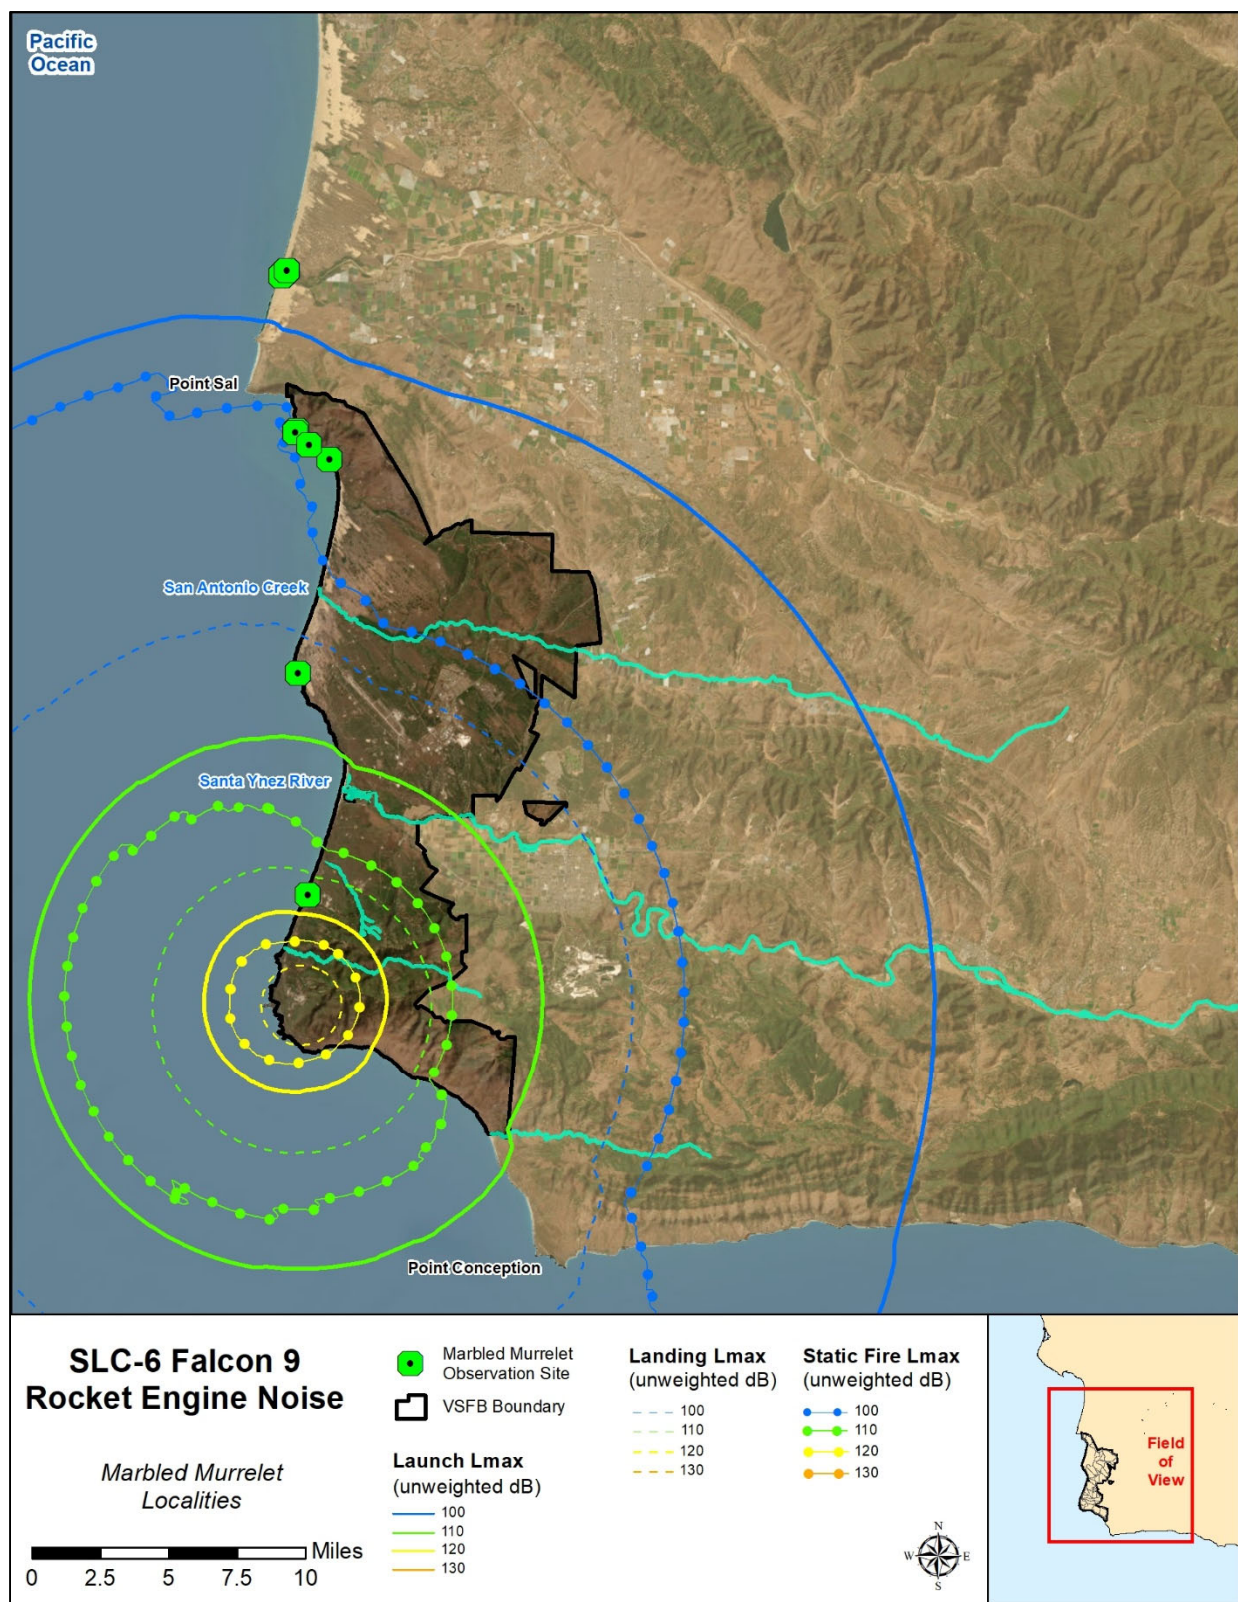 Pacific
Ocean
Point Sal
San Antonio Creek
Santa Ynez River
Point Conception
SLC-6 Falcon 9
Rocket Engine Noise
Marbled Murrelet
Localities
Miles
0 2.5 5 7.5 10
Marbled Murrelet
Observation Site
VSFB Boundary
Launch Lmax
(unweighted dB)
100
110
120
130
Landing Lmax
(unweighted dB)
100
110
120
130
Static Fire Lmax
(unweighted dB)
100
110
120
130
N
W E
S
Field
of
View